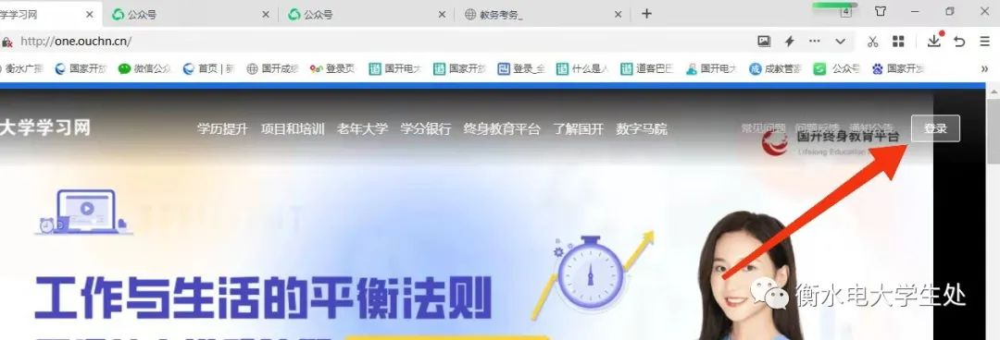 学学习网
公众号
公众号
教务考务_
4
http://one.ouchn.cn/
衡水广播
国家开放
微信公众
首页 | 新
国开成绩
登录页
国开电大
国家开放
登录_全
什么是人
道客巴巴
国开电大
成教管家
公众号
国家开发
»
大学学习网
学历提升
项目和培训
老年大学
学分银行
终身教育平台
了解国开
数字马院
常见问题
问题反馈
通知公告
登录
国开终身教育平台
Lifelong Education
工作与生活的平衡法则
衡水电大学生处